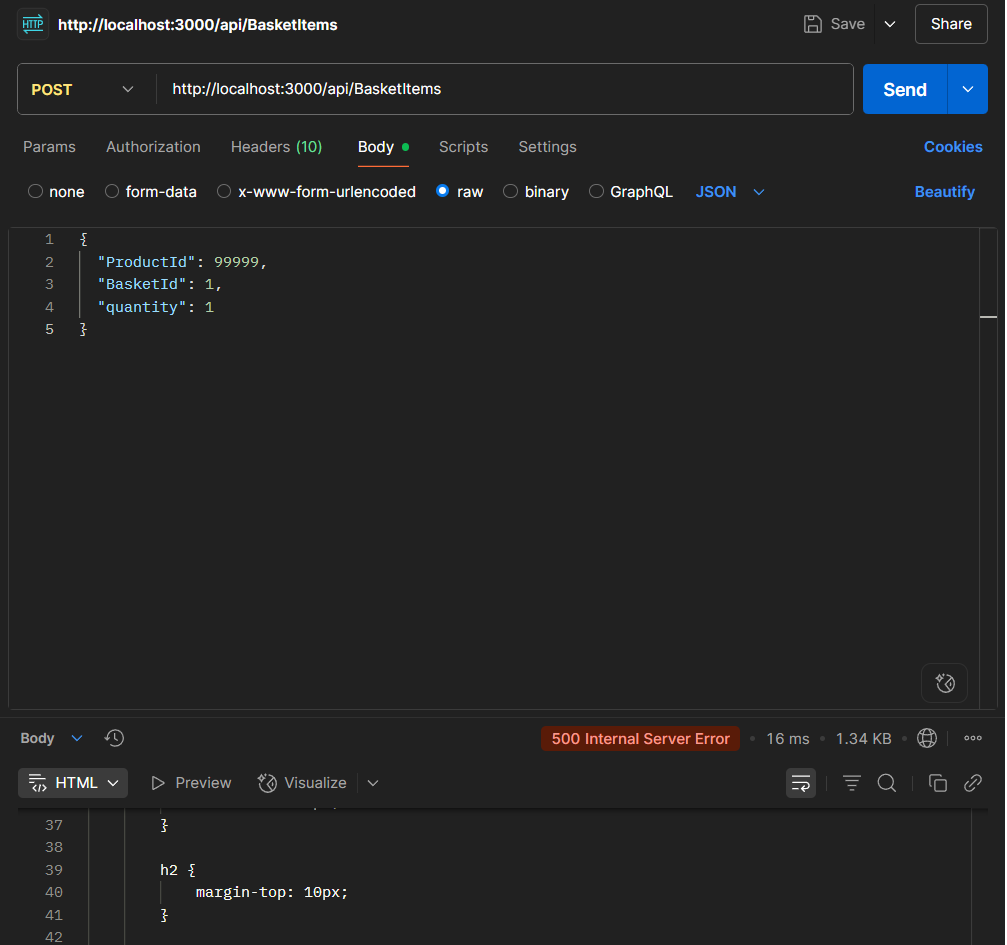 HTTP http://localhost:3000/api/BasketItems Save Share
POST http://localhost:3000/api/BasketItems Send
Params Authorization Headers (10) Body Scripts Settings Cookies
none form-data x-www-form-urlencoded raw binary GraphQL JSON Beautify
1 {
2 "ProductId": 99999,
3 "BasketId": 1,
4 "quantity": 1
5 }
Body 500 Internal Server Error 16 ms 1.34 KB
HTML Preview Visualize
37 }
38
39 h2 {
40 margin-top: 10px;
41 }
42